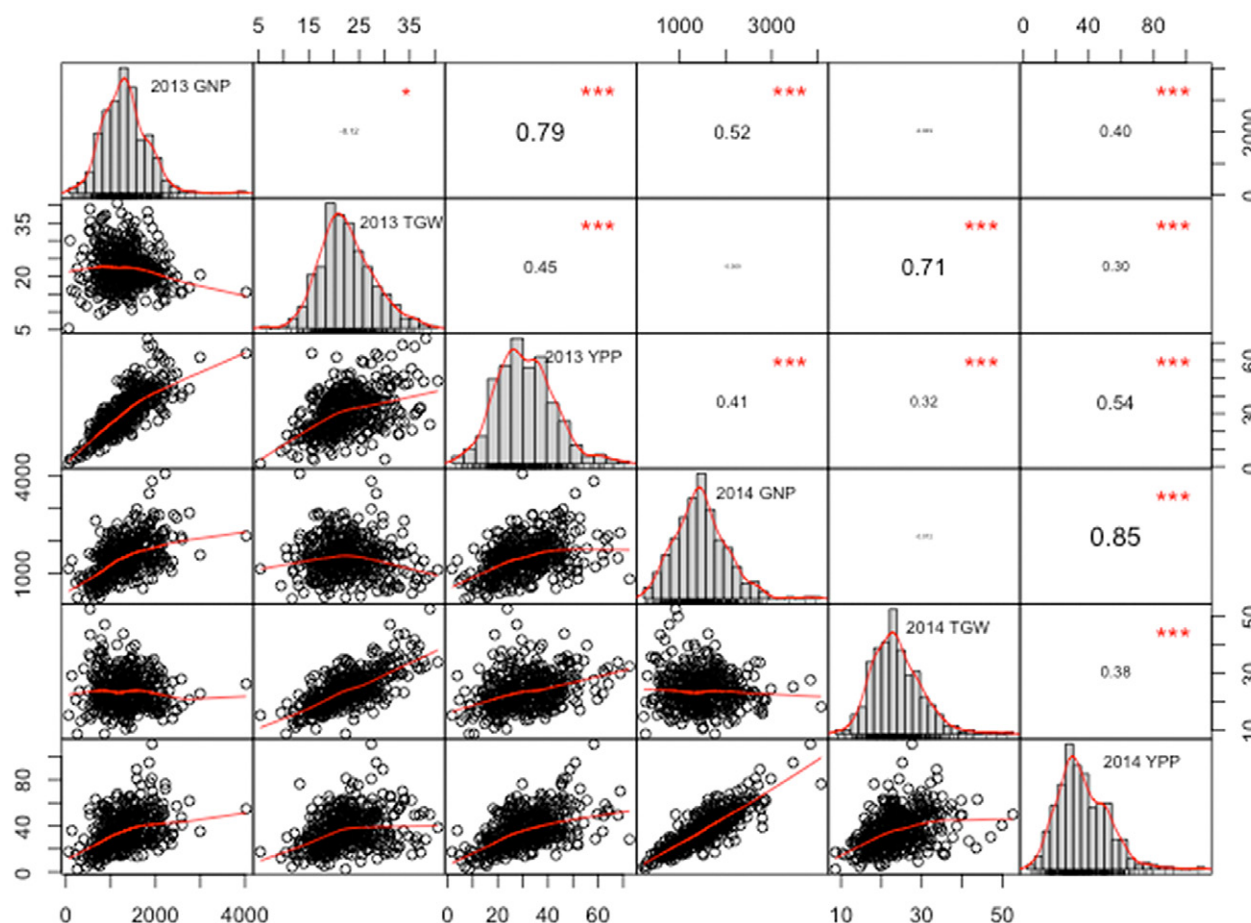 5 15 25 35 1000 3000 0 40 80
2013 GNP * *** *** ***
0.79 0.52 0.40 0 2000
2013 TGW *** *** ***
5 20 35 0.45 0.71 0.30
2013 YPP *** *** ***
0.41 0.32 0.54 0 30 60
1000 4000 2014 GNP ***
0.85
2014 TGW ***
0.38 10 30 50
0 40 80 2014 YPP
0 2000 4000 0 20 40 60 10 30 50